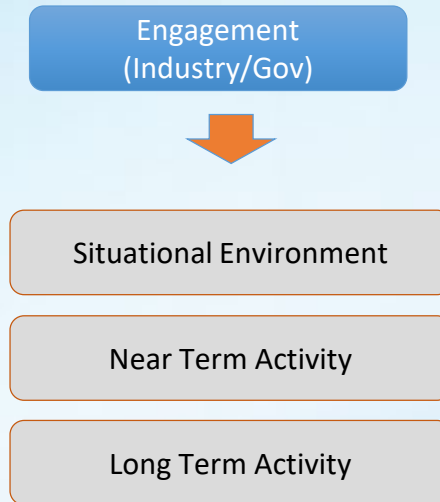 Engagement
(Industry/Gov)
Situational Environment
Near Term Activity
Long Term Activity